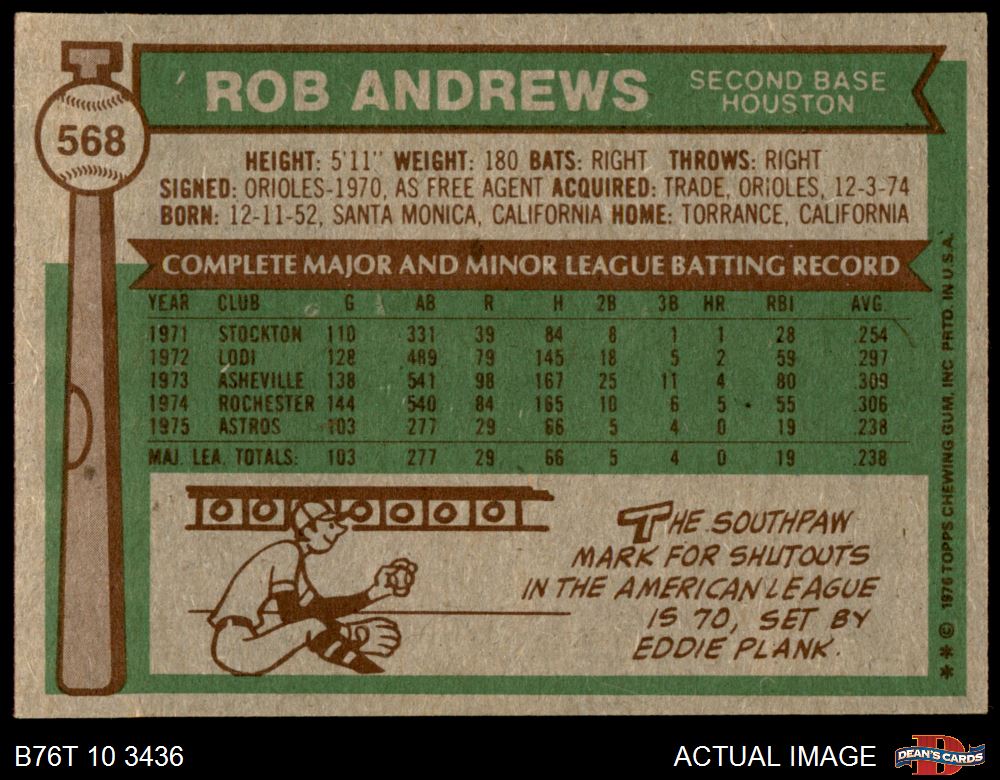 568
ROB ANDREWS
SECOND BASE
HOUSTON
HEIGHT: 5'11" WEIGHT: 180 BATS: RIGHT THROWS: RIGHT
SIGNED: ORIOLES-1970, AS FREE AGENT ACQUIRED: TRADE, ORIOLES, 12-3-74
BORN: 12-11-52, SANTA MONICA, CALIFORNIA HOME: TORRANCE, CALIFORNIA
COMPLETE MAJOR AND MINOR LEAGUE BATTING RECORD
YEAR CLUB G AB R H 2B 3B HR RBI AVG.
1971 STOCKTON 110 331 39 84 8 1 1 28 .254
1972 LODI 128 489 79 145 18 5 2 59 .297
1973 ASHEVILLE 138 541 98 167 25 11 4 80 .309
1974 ROCHESTER 144 540 84 165 10 6 5 55 .306
1975 ASTROS 103 277 29 66 5 4 0 19 .238
MAJ. LEA. TOTALS: 103 277 29 66 5 4 0 19 .238
THE SOUTHPAW
MARK FOR SHUTOUTS
IN THE AMERICAN LEAGUE
IS 70, SET BY
EDDIE PLANK.
* * © 1976 TOPPS CHEWING GUM, INC. PRTD. IN U.S.A.
B76T 10 3436
ACTUAL IMAGE
D
DEAN'S CARDS